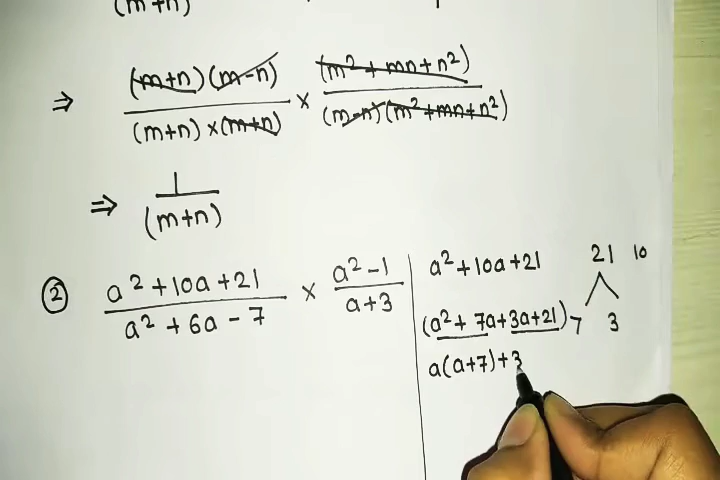 (m+n)
⇒ (m+n)(m-n) / (m+n)×(m+n) × (m²+mn+n²) / (m-n)(m²+mn+n²)
⇒ 1 / (m+n)
② a²+10a+21 / a²+6a-7 × a²-1 / a+3
a²+10a+21
21 10
(a²+7a+3a+21)
7 3
a(a+7)+3